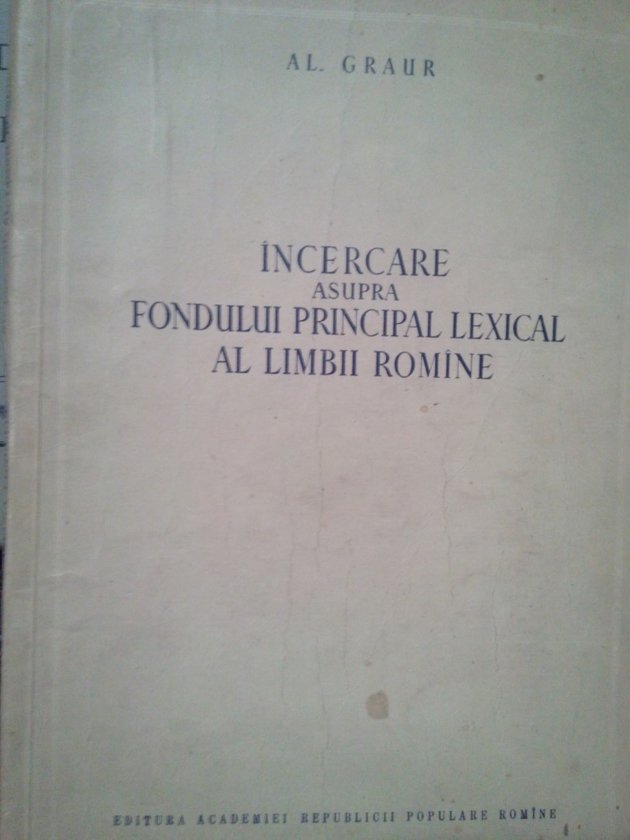 AL. GRAUR
ÎNCERCARE
ASUPRA
FONDULUI PRINCIPAL LEXICAL
AL LIMBII ROMÎNE
EDITURA ACADEMIEI REPUBLICII POPULARE ROMÎNE